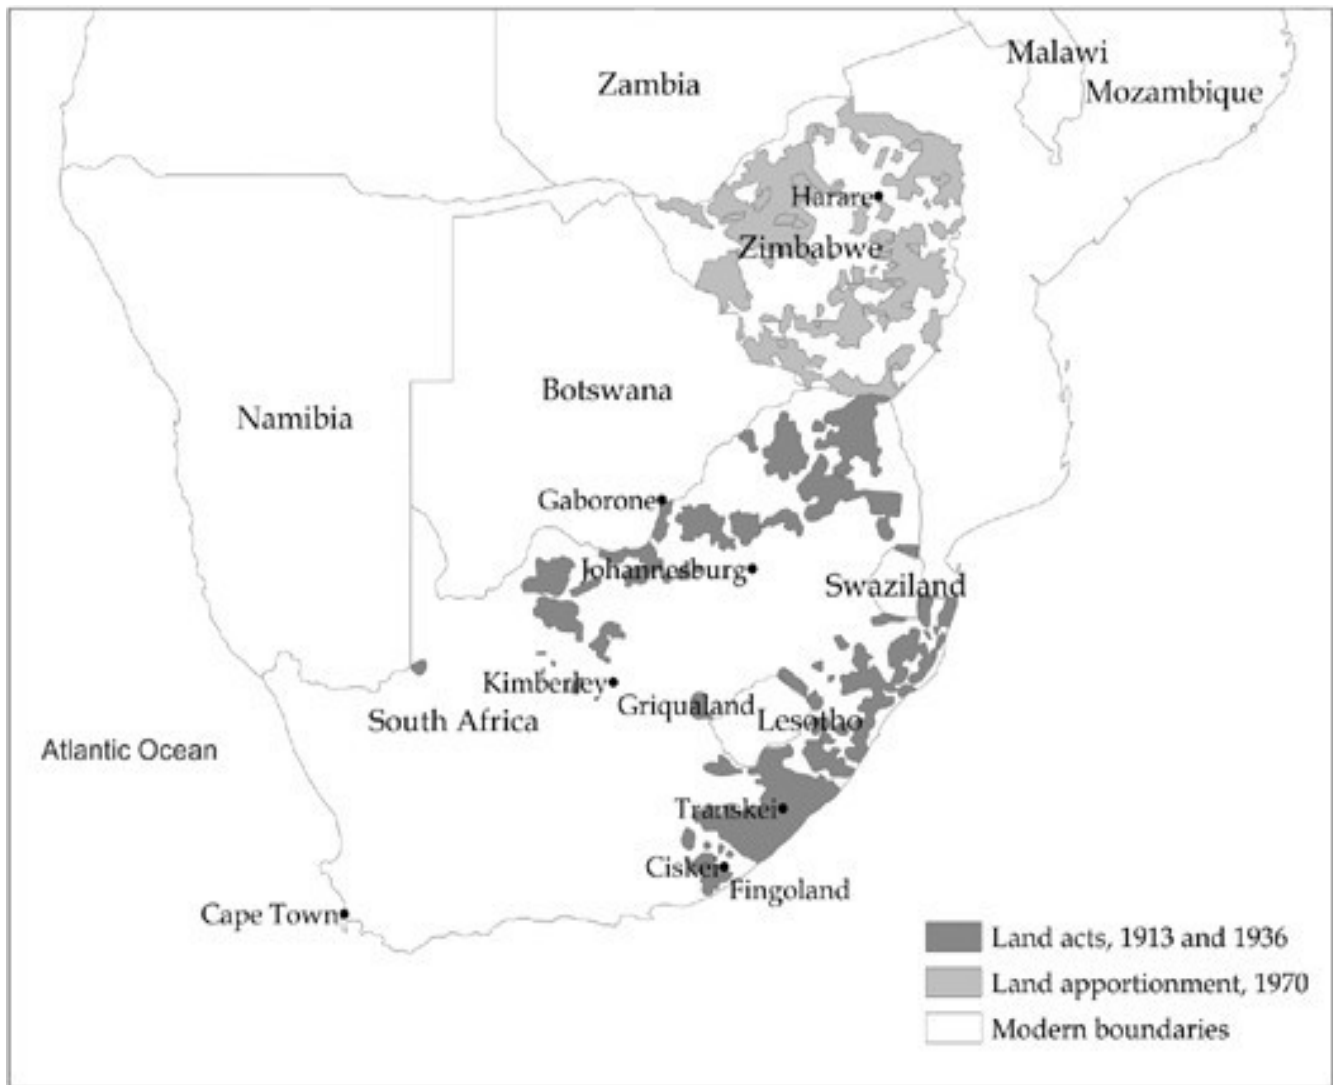 Malawi
Zambia
Mozambique
Harare
Zimbabwe
Botswana
Namibia
Gaborone
Johannesburg
Swaziland
Kimberley
Griqualand
South Africa
Lesotho
Atlantic Ocean
Transkei
Ciskei
Fingoland
Cape Town
Land acts, 1913 and 1936
Land apportionment, 1970
Modern boundaries